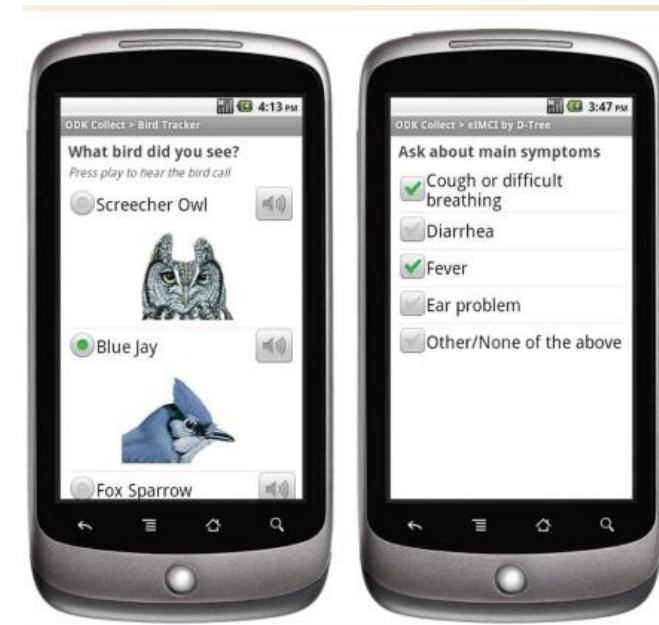 4:13 PM
ODK Collect > Bird Tracker
What bird did you see?
Press play to hear the bird call
Screecher Owl
Blue Jay
Fox Sparrow
3:47 PM
ODK Collect > eIMCI by D-Tree
Ask about main symptoms
Cough or difficult
breathing
Diarrhea
Fever
Ear problem
Other/None of the above